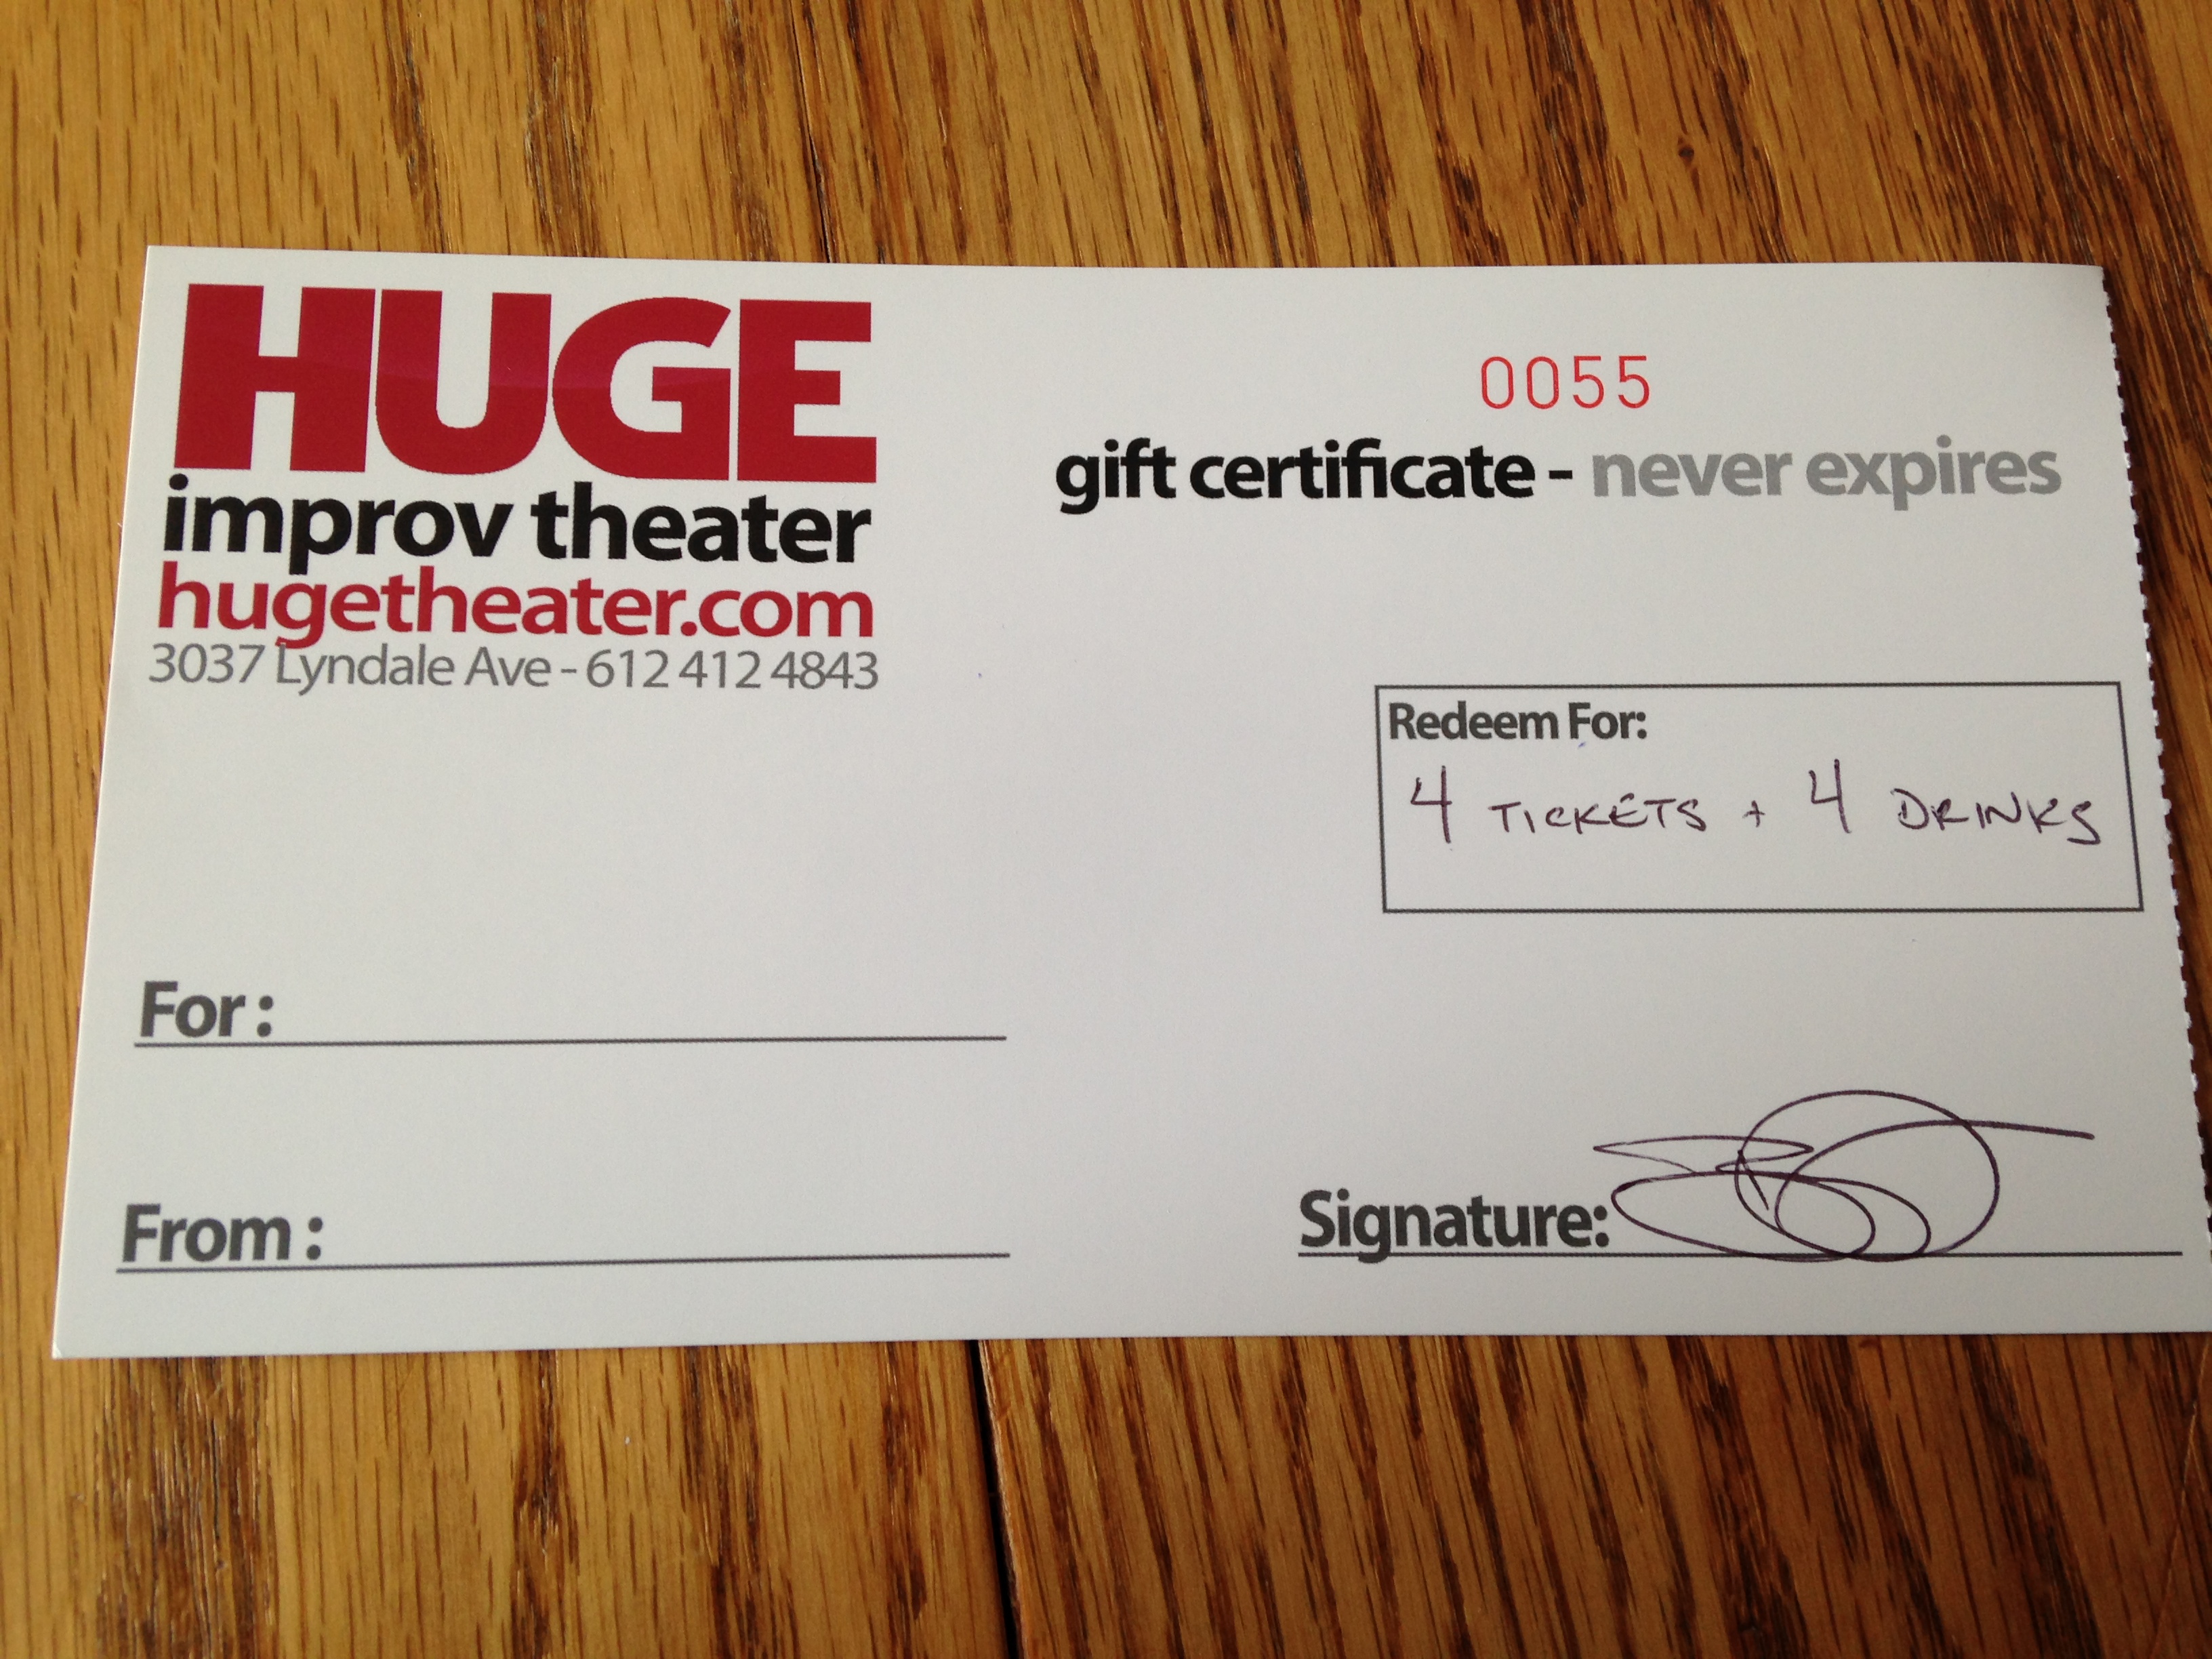 HUGE
improv theater
hugetheater.com
3037 Lyndale Ave - 612 412 4843
0055
gift certificate - never expires
Redeem For:
4 TICKETS + 4 DRINKS
For:
From:
Signature: